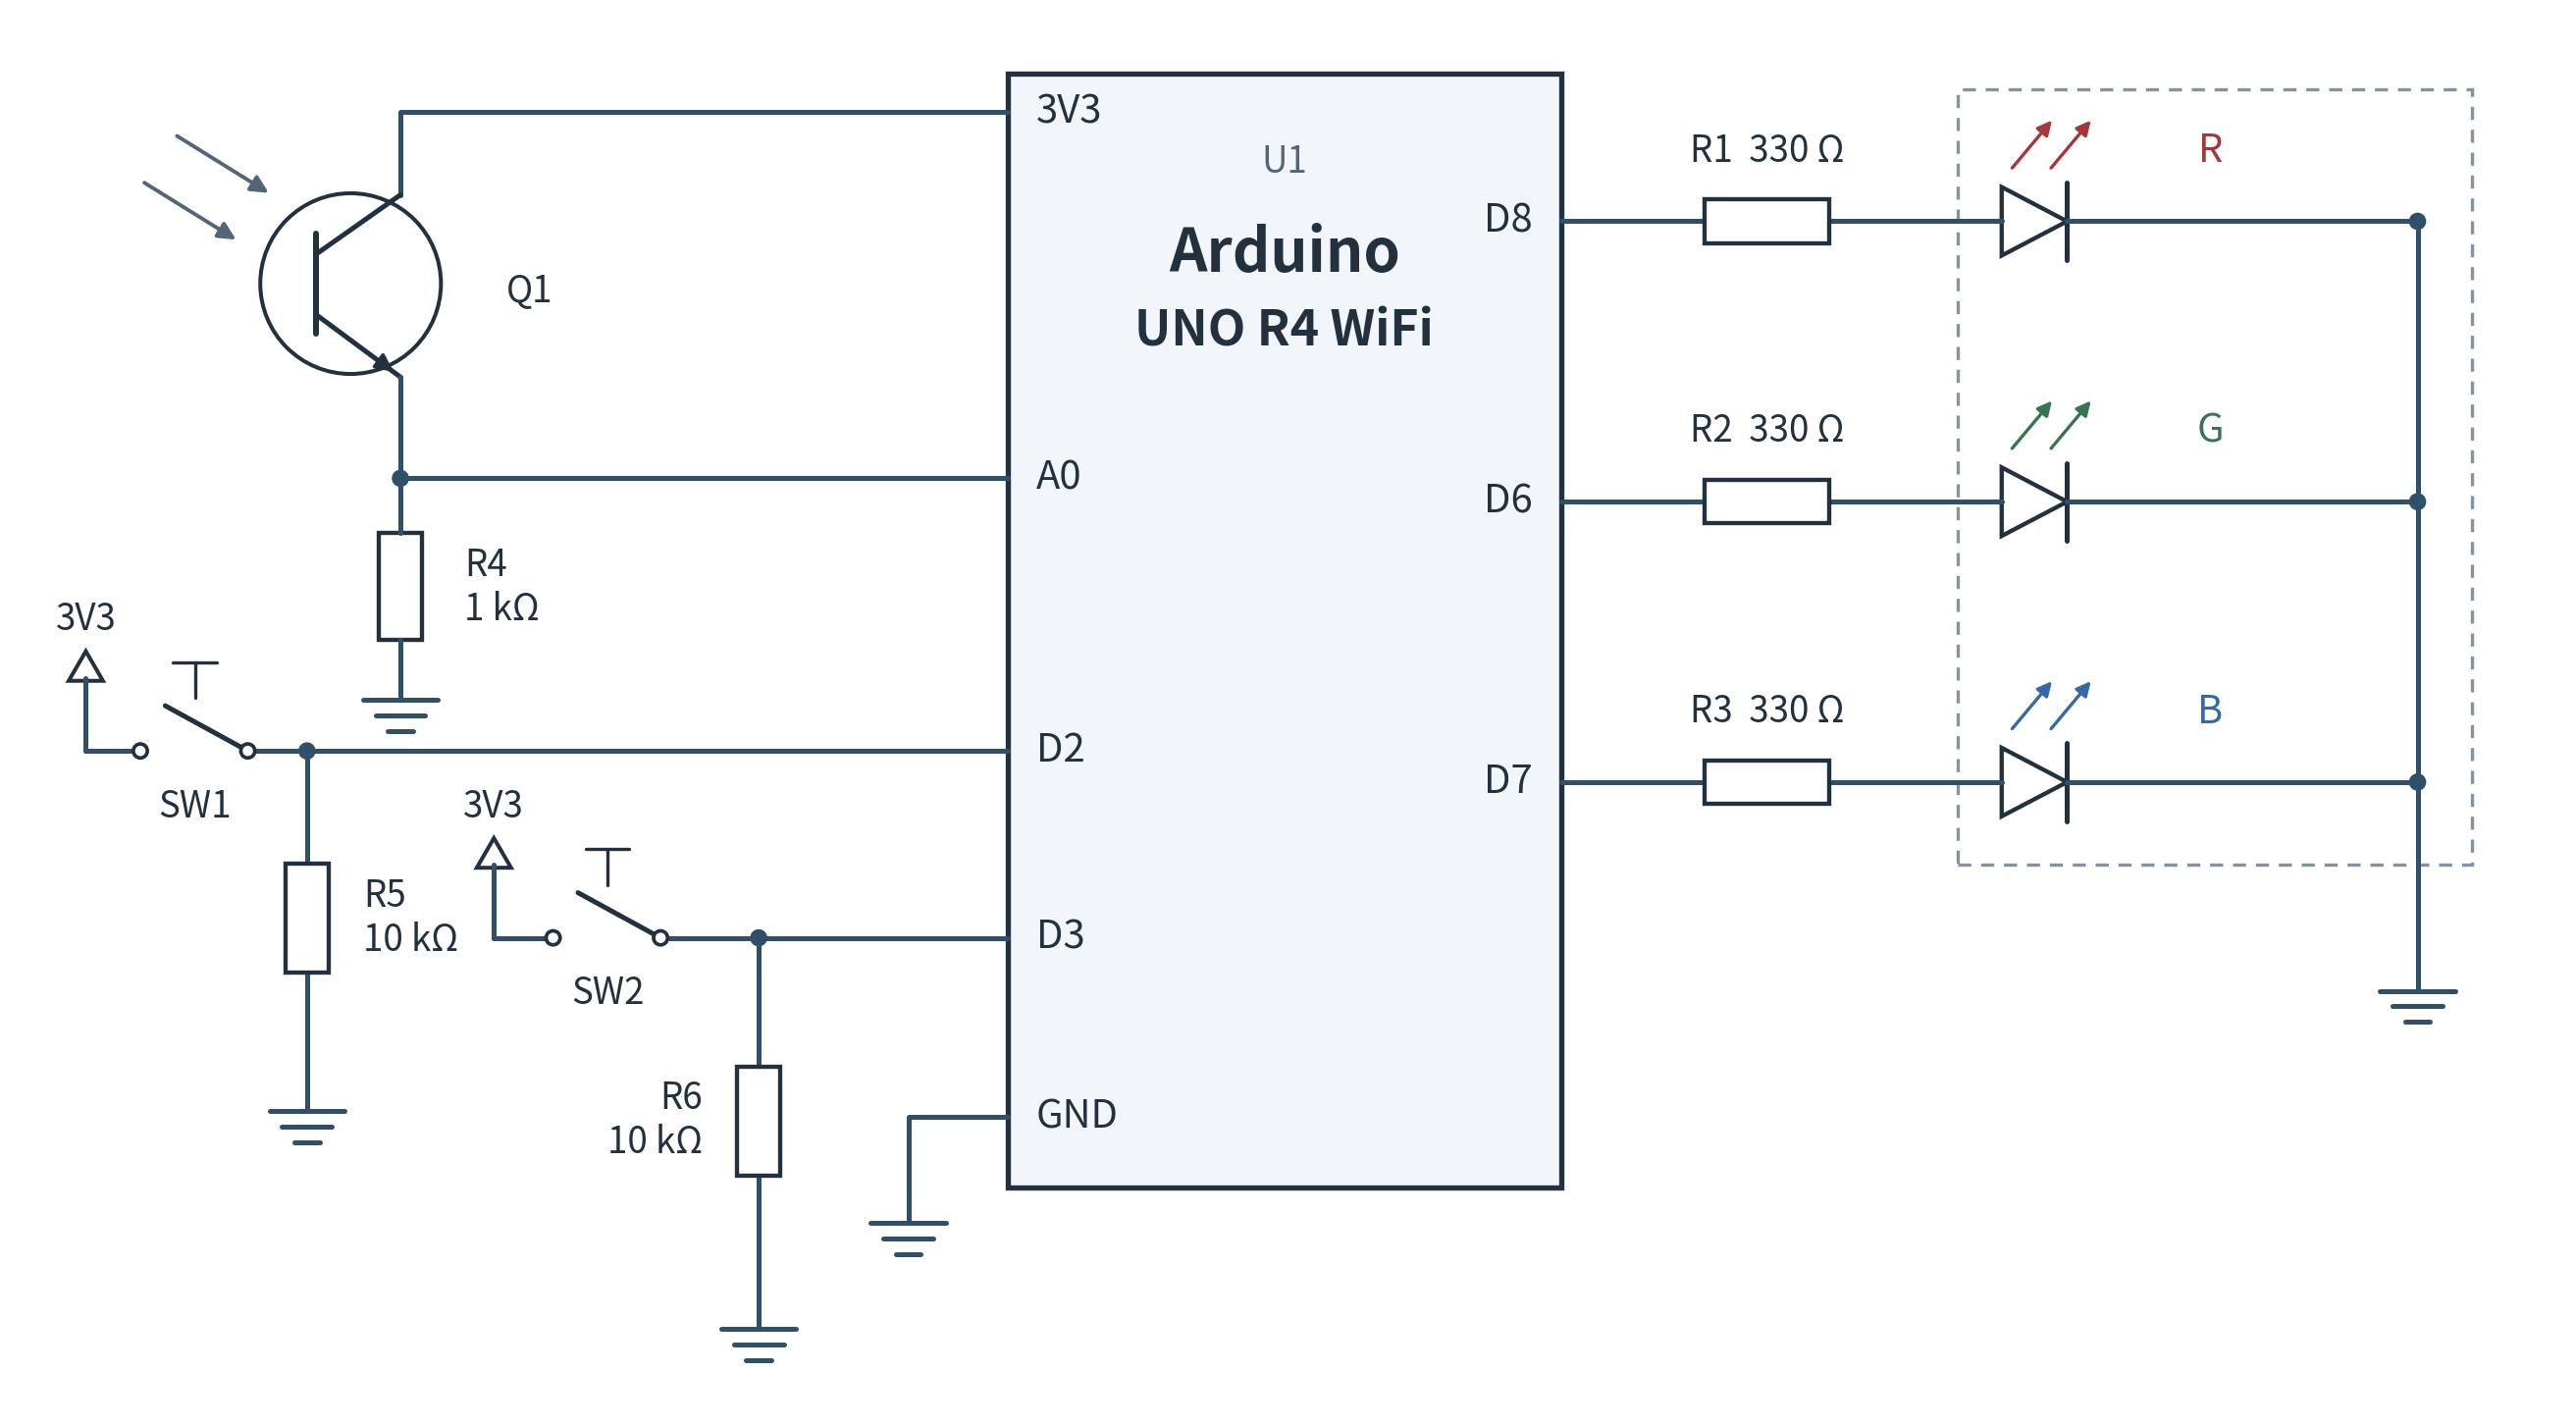 3V3
U1
Arduino
UNO R4 WiFi
Q1
A0
R4
1 kΩ
3V3
SW1
D2
R5
10 kΩ
3V3
SW2
D3
R6
10 kΩ
GND
D8
R1 330 Ω
R
D6
R2 330 Ω
G
D7
R3 330 Ω
B